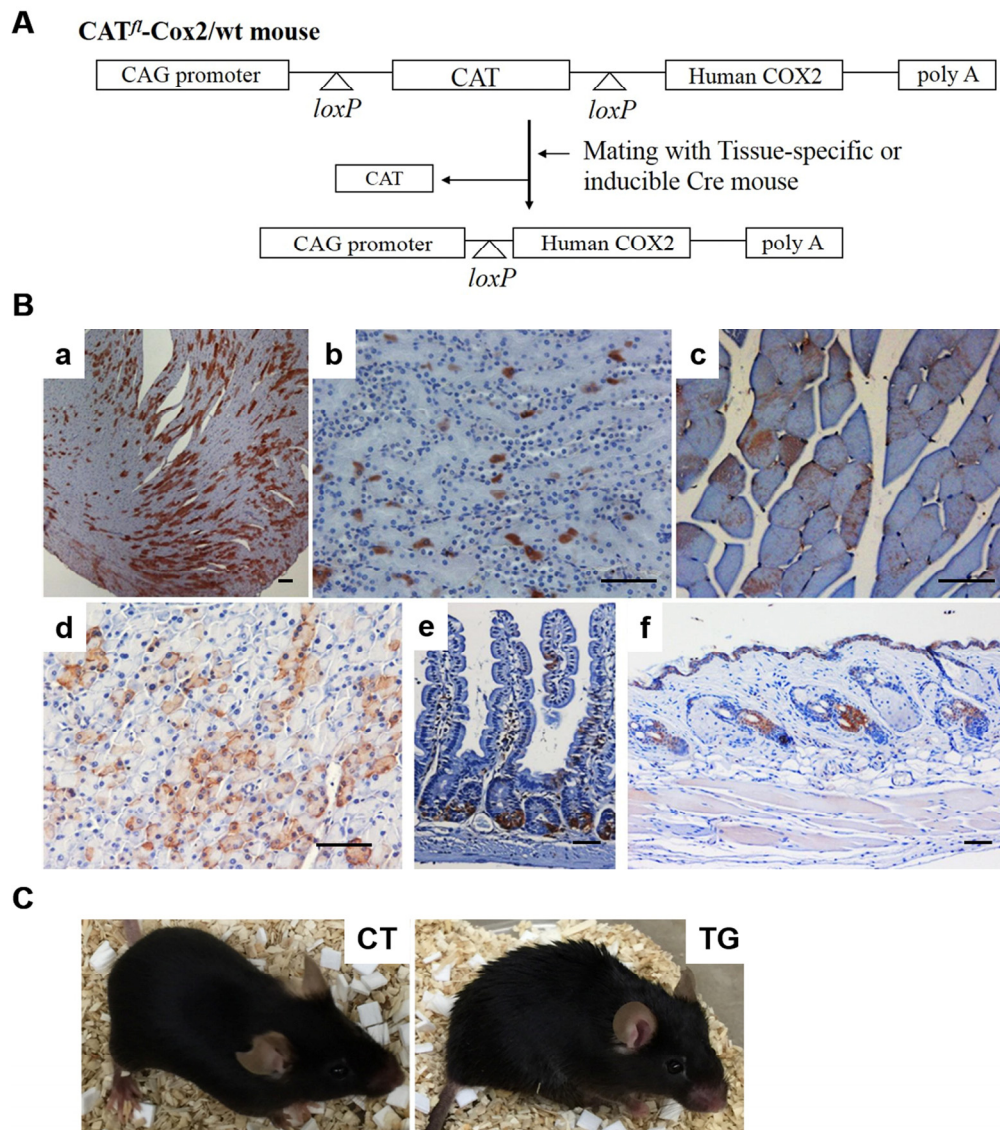 A
CATfl-Cox2/wt mouse
CAG promoter CAT Human COX2 poly A
loxP loxP
Mating with Tissue-specific or
inducible Cre mouse
CAT
CAG promoter Human COX2 poly A
loxP
B
a b c
d e f
C
CT TG